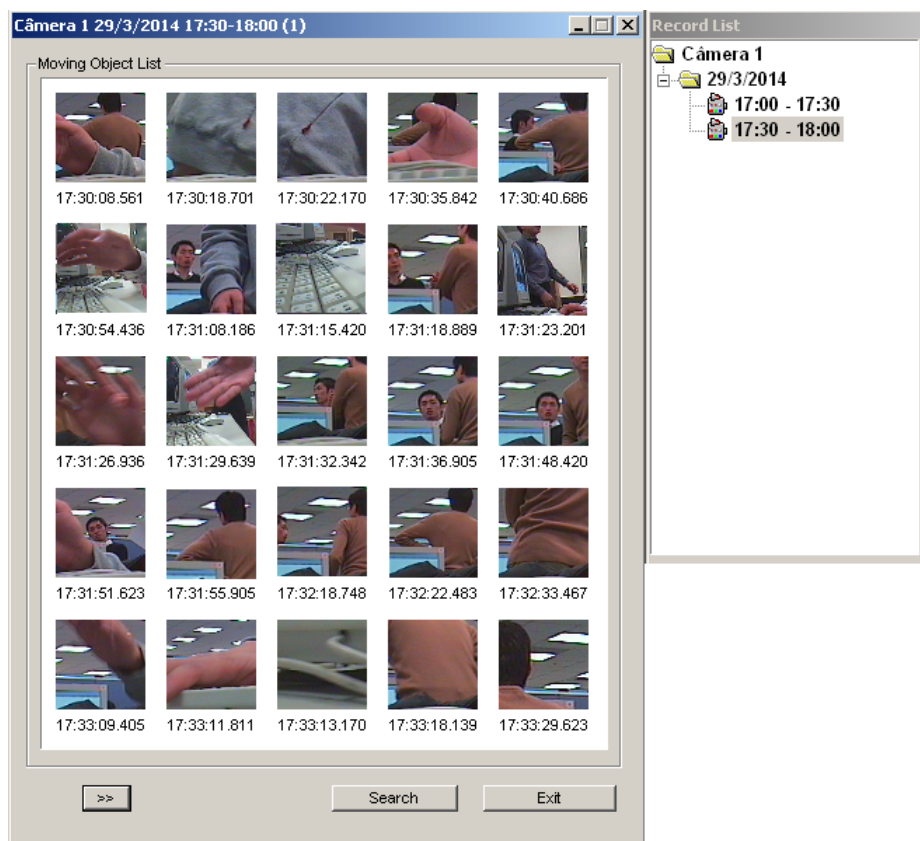 Câmera 1 29/3/2014 17:30-18:00 (1)
Moving Object List
17:30:08.561 17:30:18.701 17:30:22.170 17:30:35.842 17:30:40.686
17:30:54.436 17:31:08.186 17:31:15.420 17:31:18.889 17:31:23.201
17:31:26.936 17:31:29.639 17:31:32.342 17:31:36.905 17:31:48.420
17:31:51.623 17:31:55.905 17:32:18.748 17:32:22.483 17:32:33.467
17:33:09.405 17:33:11.811 17:33:13.170 17:33:18.139 17:33:29.623
>> Search Exit
Record List
Câmera 1
29/3/2014
17:00 - 17:30
17:30 - 18:00